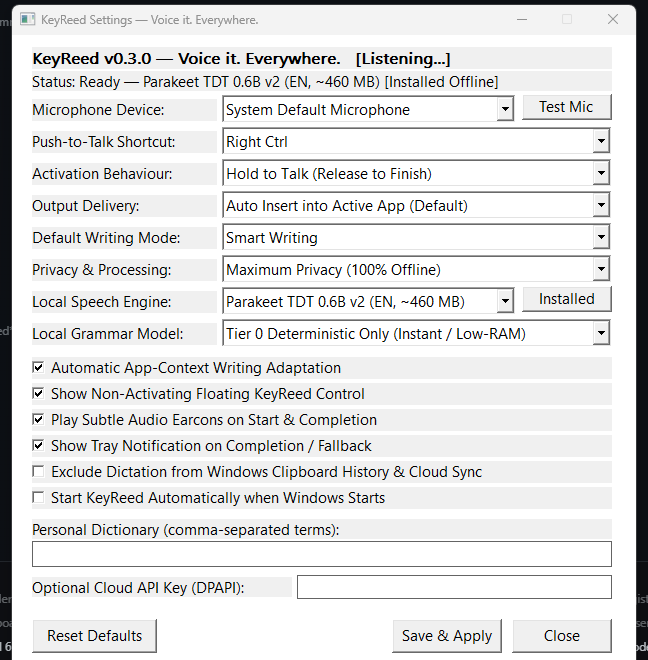 KeyReed Settings — Voice it. Everywhere.
KeyReed v0.3.0 — Voice it. Everywhere. [Listening...]
Status: Ready — Parakeet TDT 0.6B v2 (EN, ~460 MB) [Installed Offline]
Microphone Device: System Default Microphone Test Mic
Push-to-Talk Shortcut: Right Ctrl
Activation Behaviour: Hold to Talk (Release to Finish)
Output Delivery: Auto Insert into Active App (Default)
Default Writing Mode: Smart Writing
Privacy & Processing: Maximum Privacy (100% Offline)
Local Speech Engine: Parakeet TDT 0.6B v2 (EN, ~460 MB) Installed
Local Grammar Model: Tier 0 Deterministic Only (Instant / Low-RAM)
Automatic App-Context Writing Adaptation
Show Non-Activating Floating KeyReed Control
Play Subtle Audio Earcons on Start & Completion
Show Tray Notification on Completion / Fallback
Exclude Dictation from Windows Clipboard History & Cloud Sync
Start KeyReed Automatically when Windows Starts
Personal Dictionary (comma-separated terms):
Optional Cloud API Key (DPAPI):
Reset Defaults Save & Apply Close